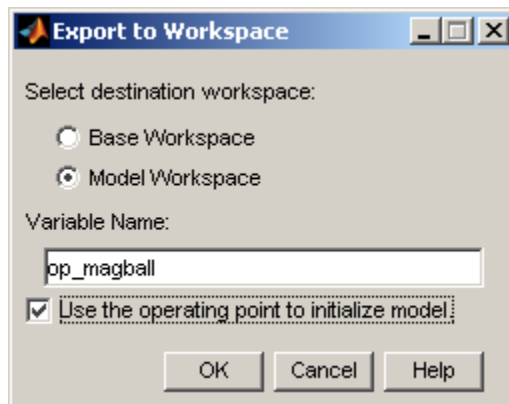 Export to Workspace
Select destination workspace:
Base Workspace
Model Workspace
Variable Name:
op_magball
Use the operating point to initialize model.
OK Cancel Help